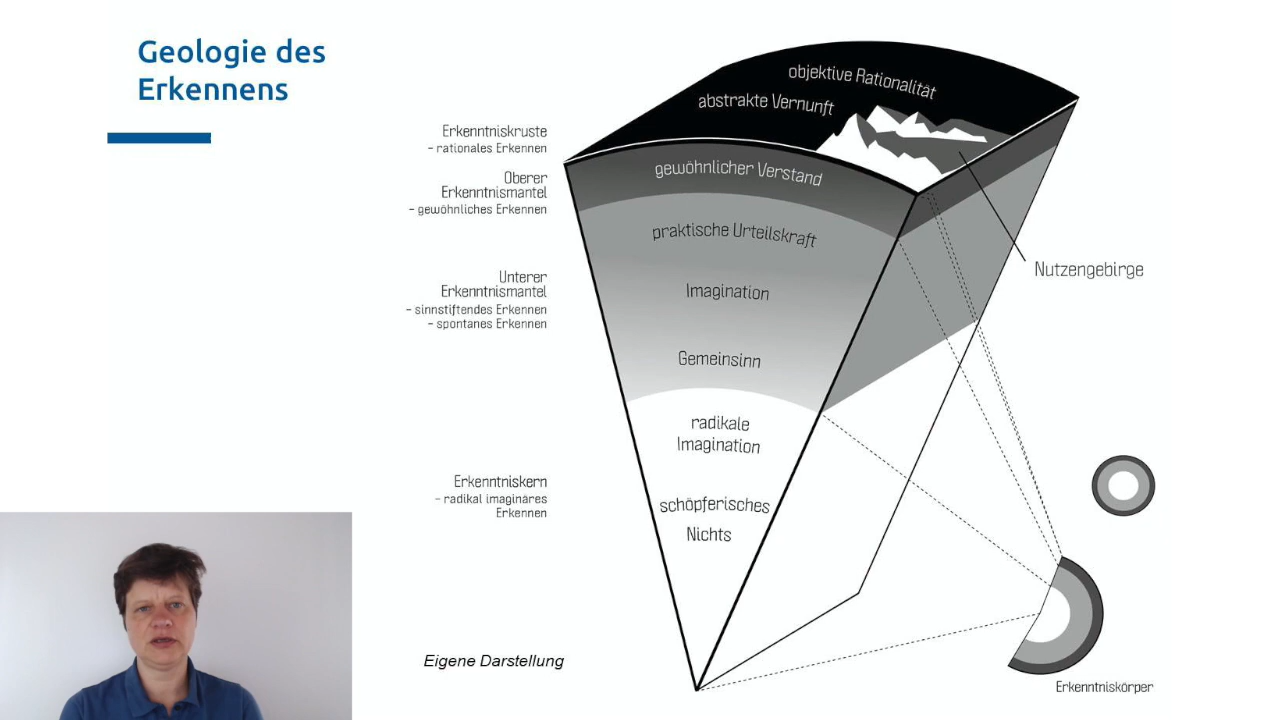 Geologie des
Erkennens
Erkenntniskruste
- rationales Erkennen
Oberer
Erkenntnismantel
- gewöhnliches Erkennen
Unterer
Erkenntnismantel
- sinnstiftendes Erkennen
- spontanes Erkennen
Erkenntniskern
- radikal imaginäres
Erkennen
objektive Rationalität
abstrakte Vernunft
gewöhnlicher Verstand
praktische Urteilskraft
Imagination
Gemeinsinn
radikale
Imagination
schöpferisches
Nichts
Nutzengebirge
Erkenntniskörper
Eigene Darstellung